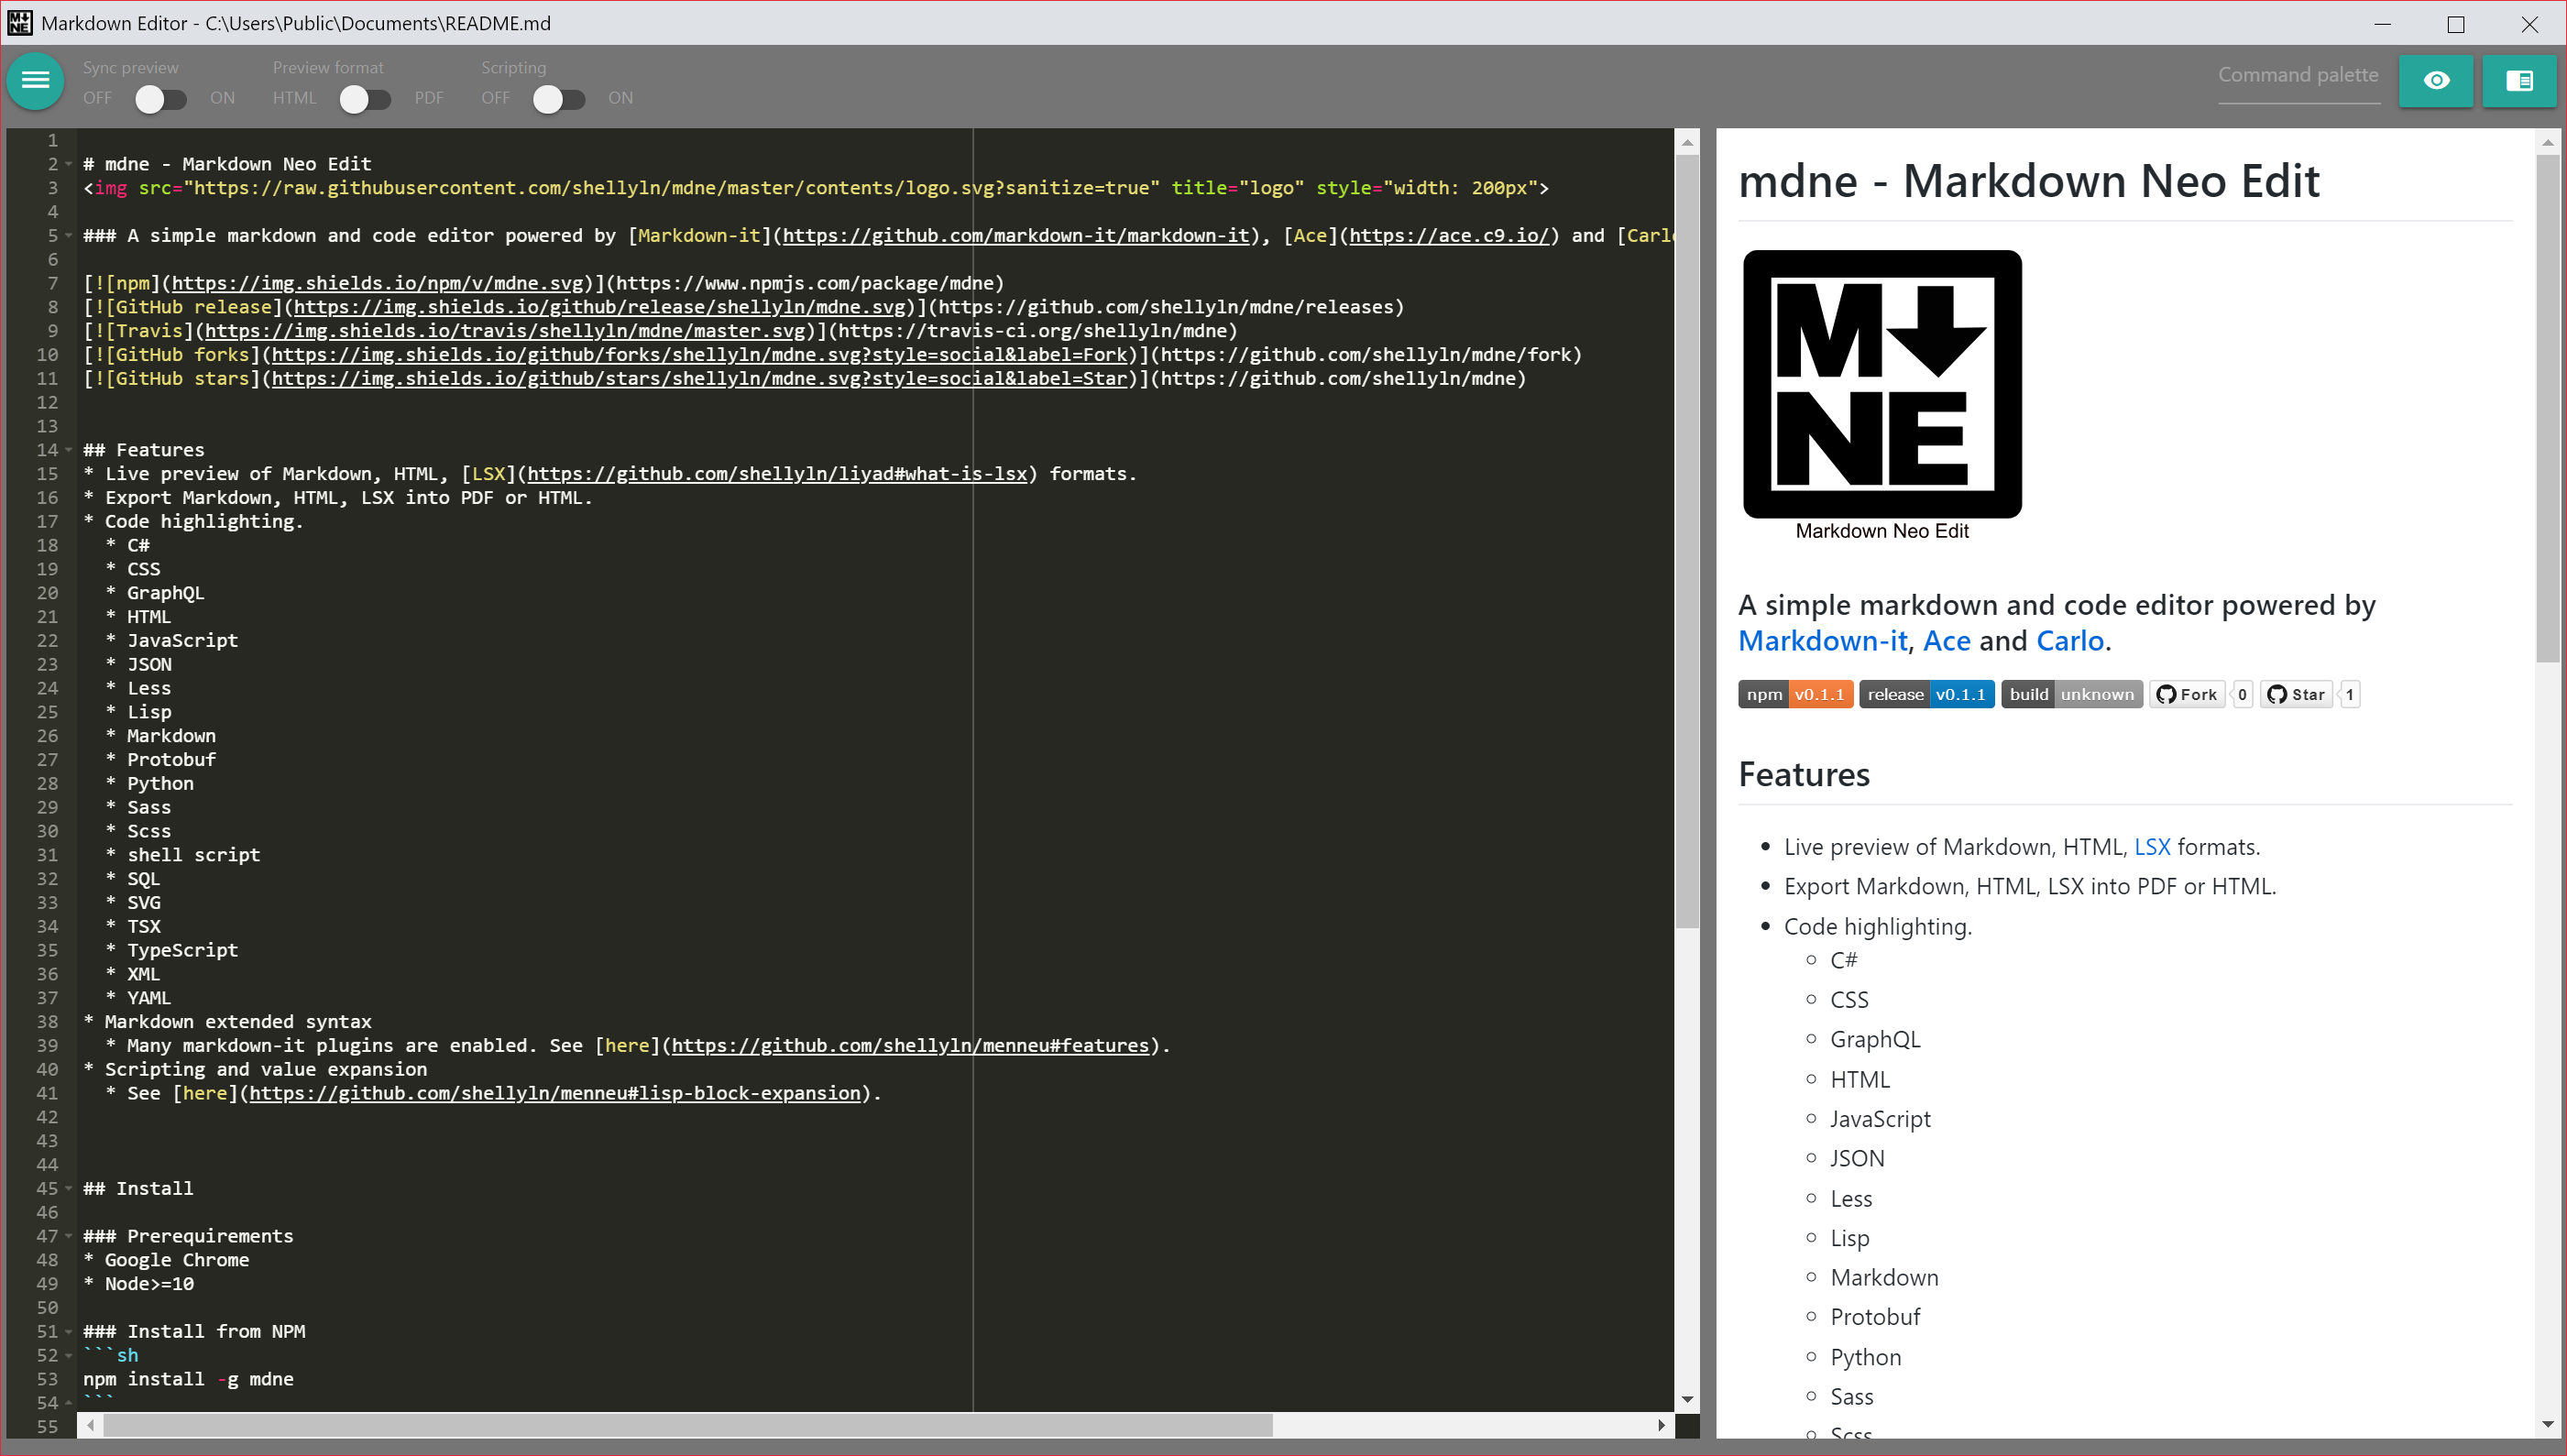 Markdown Editor - C:\Users\Public\Documents\README.md
Sync preview
OFF ON
Preview format
HTML PDF
Scripting
OFF ON
Command palette
1
2 # mdne - Markdown Neo Edit
3 <img src="https://raw.githubusercontent.com/shellyln/mdne/master/contents/logo.svg?sanitize=true" title="logo" style="width: 200px">
4
5 ### A simple markdown and code editor powered by [Markdown-it](https://github.com/markdown-it/markdown-it), [Ace](https://ace.c9.io/) and [Carl
6
7 [![npm](https://img.shields.io/npm/v/mdne.svg)](https://www.npmjs.com/package/mdne)
8 [![GitHub release](https://img.shields.io/github/release/shellyln/mdne.svg)](https://github.com/shellyln/mdne/releases)
9 [![Travis](https://img.shields.io/travis/shellyln/mdne/master.svg)](https://travis-ci.org/shellyln/mdne)
10 [![GitHub forks](https://img.shields.io/github/forks/shellyln/mdne.svg?style=social&label=Fork)](https://github.com/shellyln/mdne/fork)
11 [![GitHub stars](https://img.shields.io/github/stars/shellyln/mdne.svg?style=social&label=Star)](https://github.com/shellyln/mdne)
12
13
14 ## Features
15 * Live preview of Markdown, HTML, [LSX](https://github.com/shellyln/liyad#what-is-lsx) formats.
16 * Export Markdown, HTML, LSX into PDF or HTML.
17 * Code highlighting.
18 * C#
19 * CSS
20 * GraphQL
21 * HTML
22 * JavaScript
23 * JSON
24 * Less
25 * Lisp
26 * Markdown
27 * Protobuf
28 * Python
29 * Sass
30 * Scss
31 * shell script
32 * SQL
33 * SVG
34 * TSX
35 * TypeScript
36 * XML
37 * YAML
38 * Markdown extended syntax
39 * Many markdown-it plugins are enabled. See [here](https://github.com/shellyln/menneu#features).
40 * Scripting and value expansion
41 * See [here](https://github.com/shellyln/menneu#lisp-block-expansion).
42
43
44
45 ## Install
46
47 ### Prerequirements
48 * Google Chrome
49 * Node>=10
50
51 ### Install from NPM
52 ```sh
53 npm install -g mdne
54 ```
55
mdne - Markdown Neo Edit
M
NE
Markdown Neo Edit
A simple markdown and code editor powered by
Markdown-it, Ace and Carlo.
npm v0.1.1 release v0.1.1 build unknown Fork 0 Star 1
Features
• Live preview of Markdown, HTML, LSX formats.
• Export Markdown, HTML, LSX into PDF or HTML.
• Code highlighting.
◦ C#
◦ CSS
◦ GraphQL
◦ HTML
◦ JavaScript
◦ JSON
◦ Less
◦ Lisp
◦ Markdown
◦ Protobuf
◦ Python
◦ Sass
◦ Scss